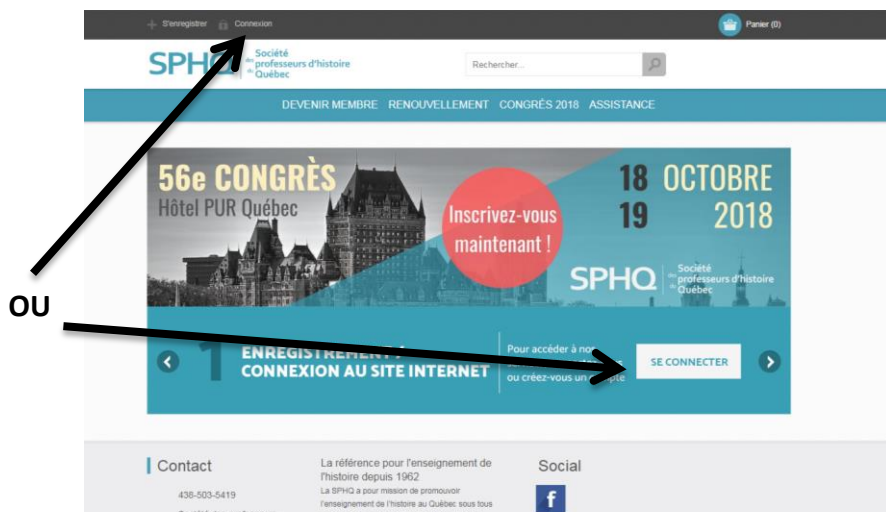 S'enregistrer Connexion Panier (0)
SPHQ des Société
professeurs d'histoire
du Québec
Rechercher...
DEVENIR MEMBRE RENOUVELLEMENT CONGRÈS 2018 ASSISTANCE
56e CONGRÈS
Hôtel PUR Québec
Inscrivez-vous
maintenant !
18 OCTOBRE
19 2018
SPHQ des Société
professeurs d'histoire
du Québec
OU
1 ENREGISTREMENT /
CONNEXION AU SITE INTERNET
Pour accéder à nos
ou créez-vous un compte
SE CONNECTER
Contact
438-503-5419
La référence pour l'enseignement de
l'histoire depuis 1962
La SPHQ a pour mission de promouvoir
l'enseignement de l'histoire au Québec sous tous
Social
f